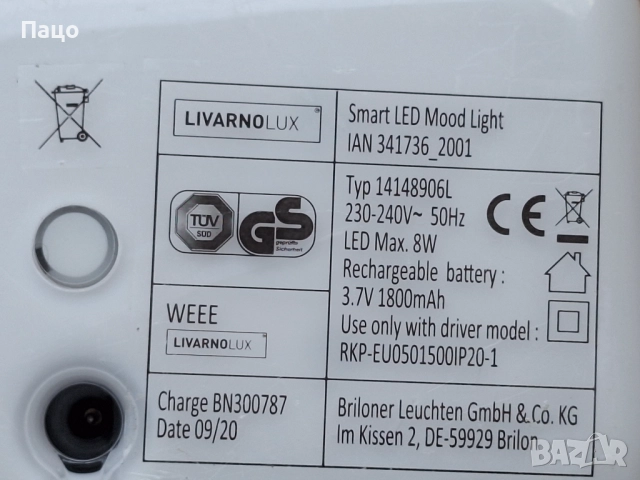 Пацо
LIVARNOLUX®
Smart LED Mood Light
IAN 341736_2001
TÜV
SÜD
GS
geprüfte
Sicherheit
Typ 14148906L
230-240V~ 50Hz
LED Max. 8W
Rechargeable battery :
3.7V 1800mAh
Use only with driver model :
RKP-EU0501500IP20-1
CE
WEEE
LIVARNOLUX®
Charge BN300787
Date 09/20
Briloner Leuchten GmbH & Co. KG
Im Kissen 2, DE-59929 Brilon
BAZAR